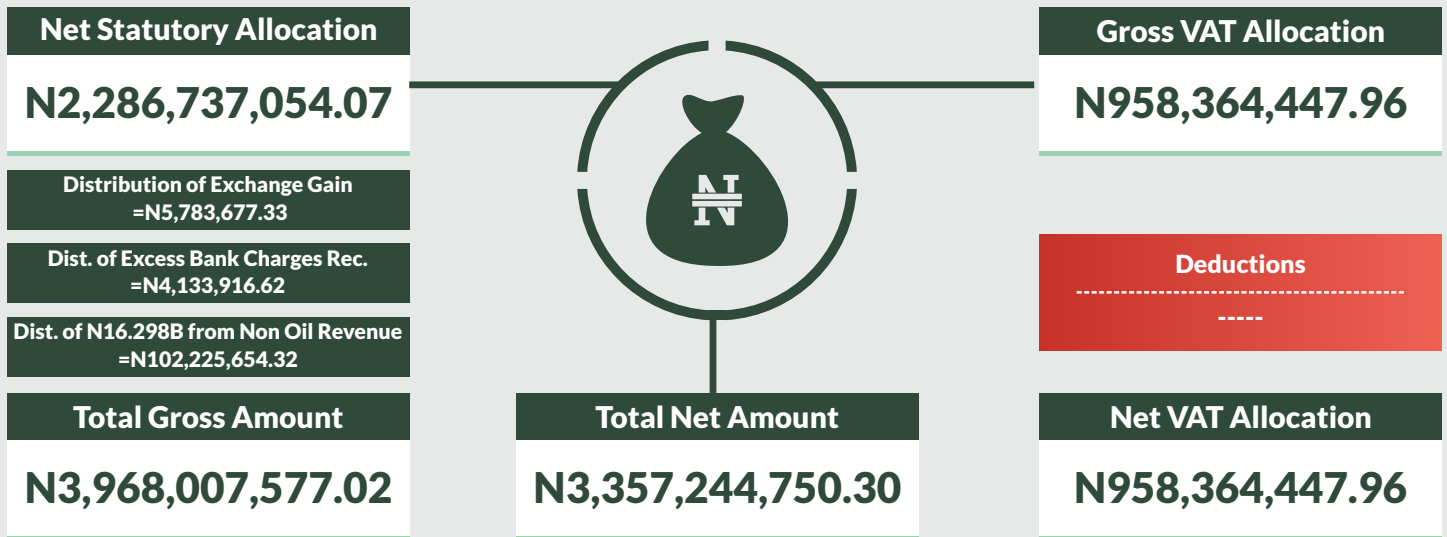 Net Statutory Allocation
N2,286,737,054.07
Distribution of Exchange Gain
=N5,783,677.33
Dist. of Excess Bank Charges Rec.
=N4,133,916.62
Dist. of N16.298B from Non Oil Revenue
=N102,225,654.32
Total Gross Amount
N3,968,007,577.02
₦
Total Net Amount
N3,357,244,750.30
Gross VAT Allocation
N958,364,447.96
Deductions
--------------------------------------------
-----
Net VAT Allocation
N958,364,447.96